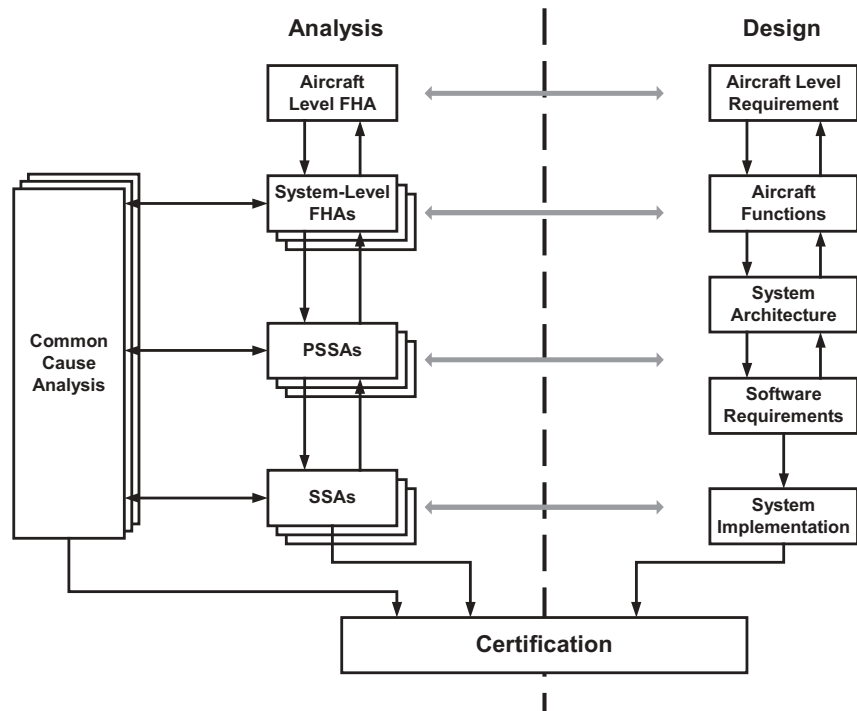 Analysis
Design
Aircraft
Level FHA
Aircraft Level
Requirement
System-Level
FHAs
Aircraft
Functions
System
Architecture
Common
Cause
Analysis
PSSAs
Software
Requirements
SSAs
System
Implementation
Certification